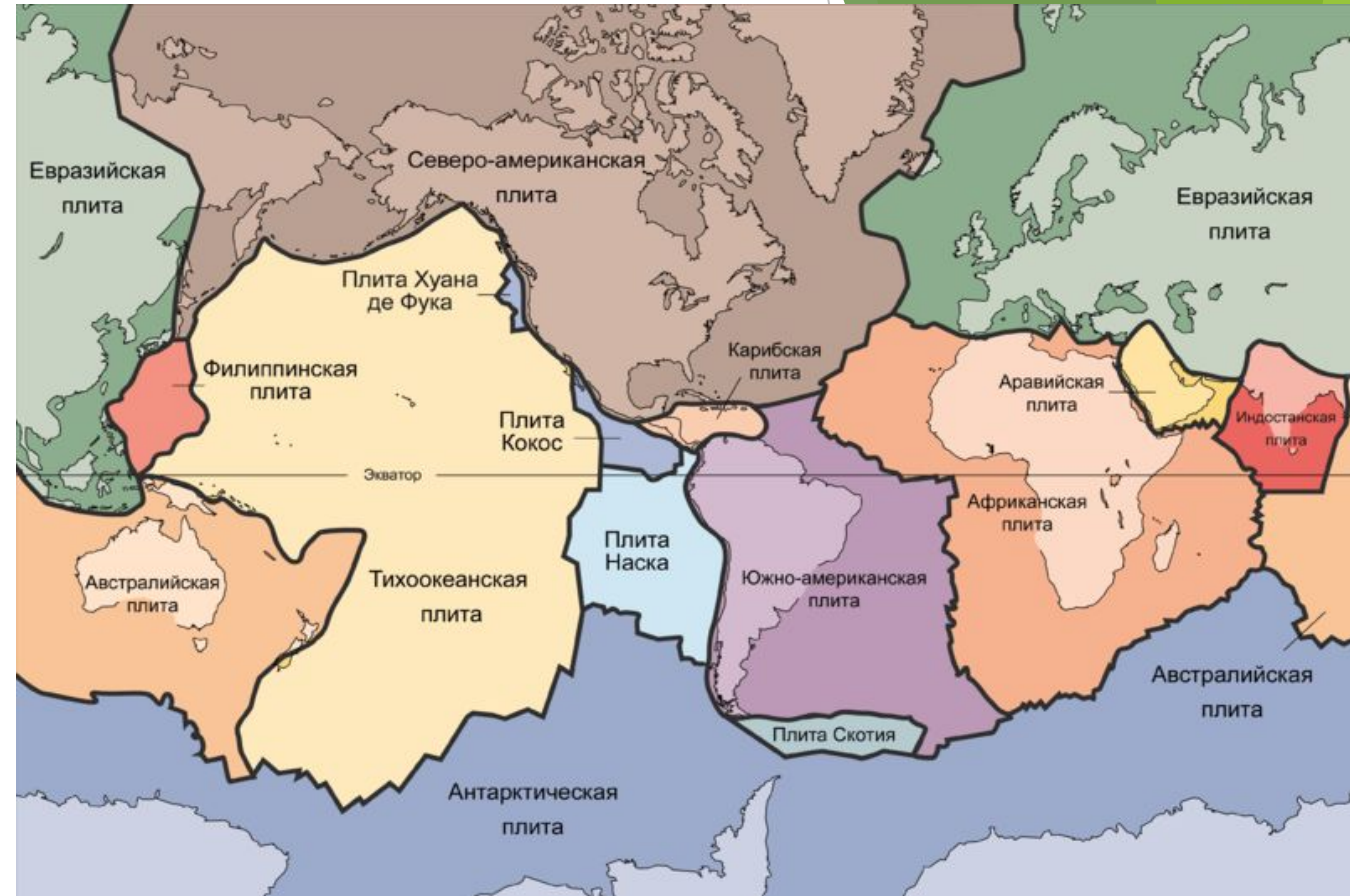 Евразийская
плита
Северо-американская
плита
Евразийская
плита
Плита Хуана
де Фука
Карибская
плита
Филиппинская
плита
Аравийская
плита
Плита
Кокос
Индостанская
плита
Экватор
Африканская
плита
Плита
Наска
Австралийская
плита
Тихоокеанская
плита
Южно-американская
плита
Австралийская
плита
Плита Скотия
Антарктическая
плита